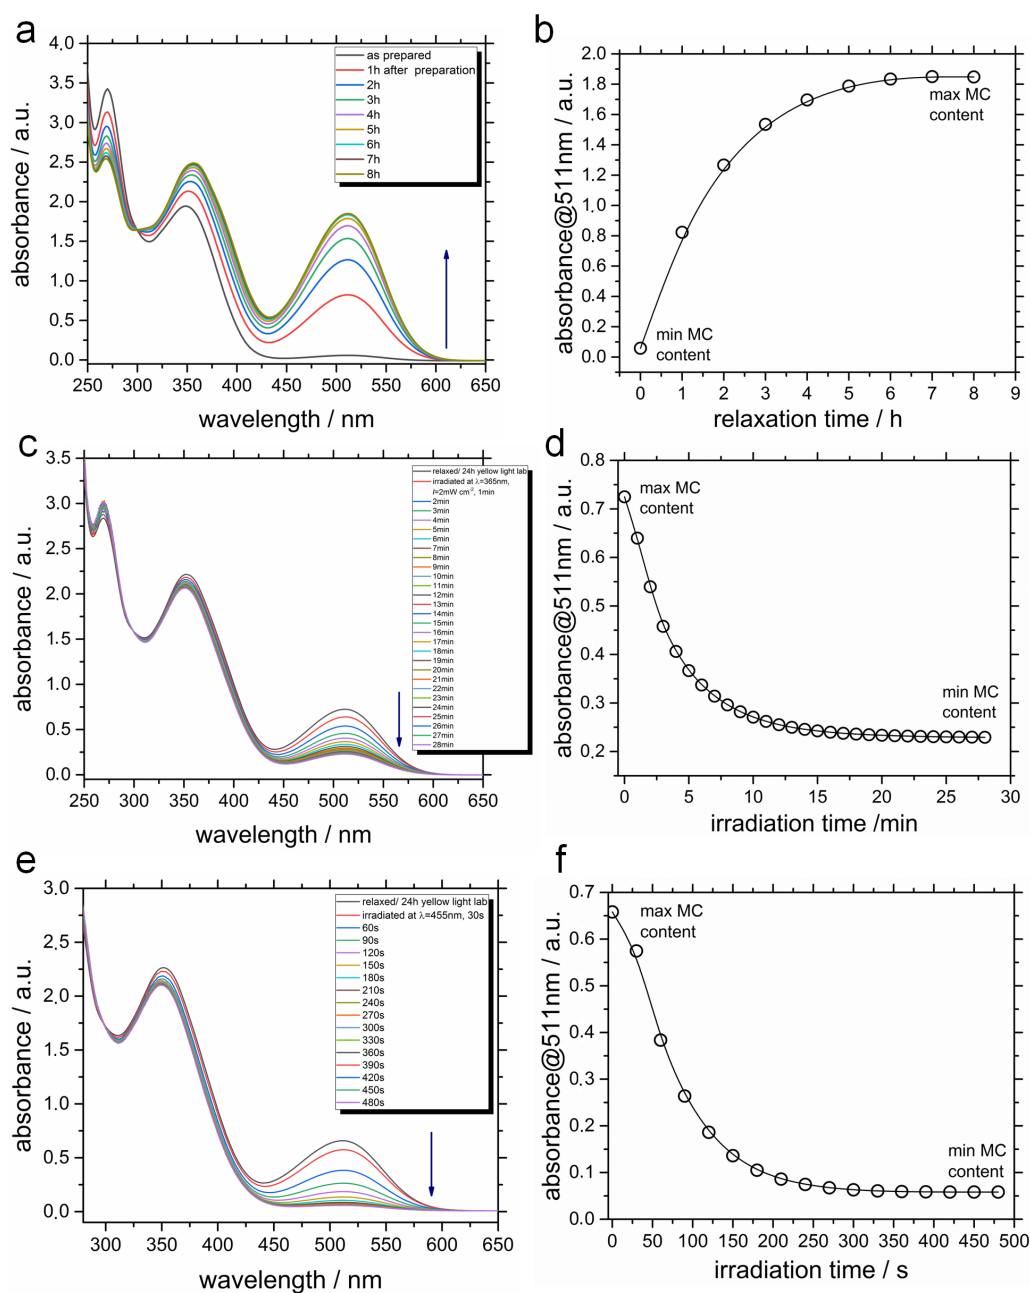 a
4.0
3.5
3.0
2.5
2.0
1.5
1.0
0.5
0.0
absorbance / a.u.
as prepared
1h after preparation
2h
3h
4h
5h
6h
7h
8h
250 300 350 400 450 500 550 600 650
wavelength / nm
b
2.0
1.8
1.6
1.4
1.2
1.0
0.8
0.6
0.4
0.2
0.0
absorbance@511nm / a.u.
max MC
content
min MC
content
0 1 2 3 4 5 6 7 8 9
relaxation time / h
c
3.5
3.0
2.5
2.0
1.5
1.0
0.5
0.0
absorbance / a.u.
relaxed/ 24h yellow light lab
irradiated at λ=365nm,
I=2mW cm⁻², 1min
2min
3min
4min
5min
6min
7min
8min
9min
10min
11min
12min
13min
14min
15min
16min
17min
18min
19min
20min
21min
22min
23min
24min
25min
26min
27min
28min
250 300 350 400 450 500 550 600 650
wavelength / nm
d
0.8
0.7
0.6
0.5
0.4
0.3
0.2
absorbance@511nm / a.u.
max MC
content
min MC
content
0 5 10 15 20 25 30
irradiation time /min
e
3.0
2.5
2.0
1.5
1.0
0.5
0.0
absorbance / a.u.
relaxed/ 24h yellow light lab
irradiated at λ=455nm, 30s
60s
90s
120s
150s
180s
210s
240s
270s
300s
330s
360s
390s
420s
450s
480s
300 350 400 450 500 550 600 650
wavelength / nm
f
0.7
0.6
0.5
0.4
0.3
0.2
0.1
0.0
absorbance@511nm / a.u.
max MC
content
min MC
content
0 50 100 150 200 250 300 350 400 450 500
irradiation time / s